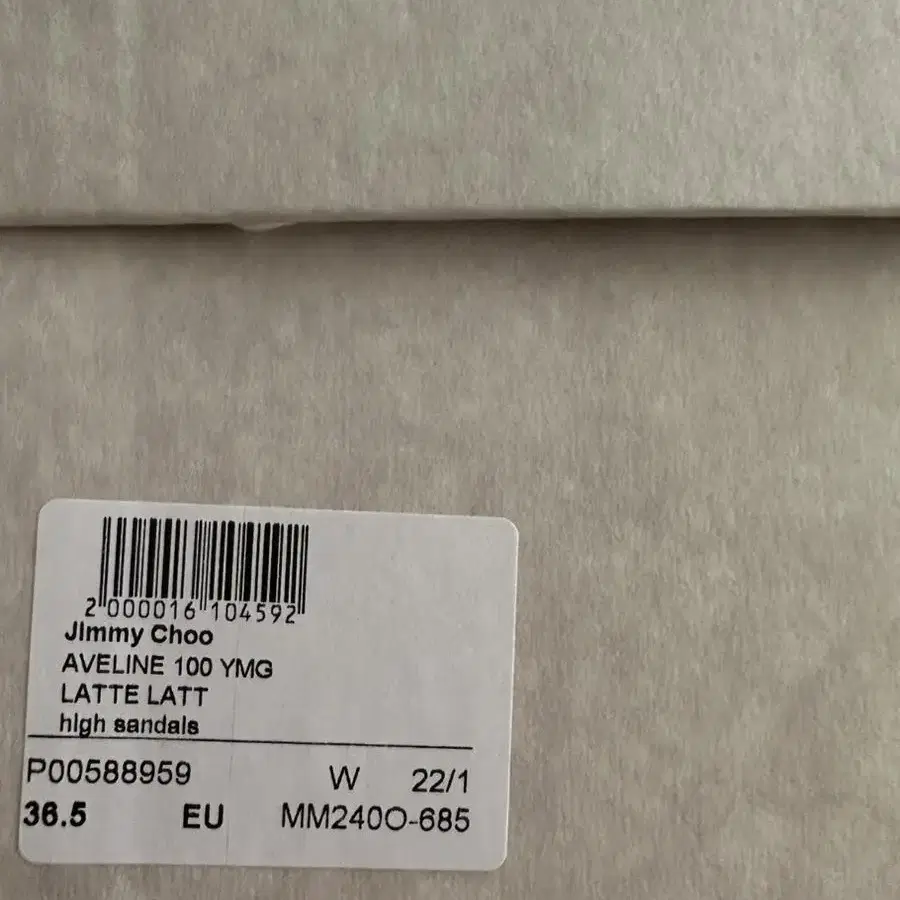 2 000016 104592
Jimmy Choo
AVELINE 100 YMG
LATTE LATT
high sandals
P00588959 W 22/1
36.5 EU MM240O-685